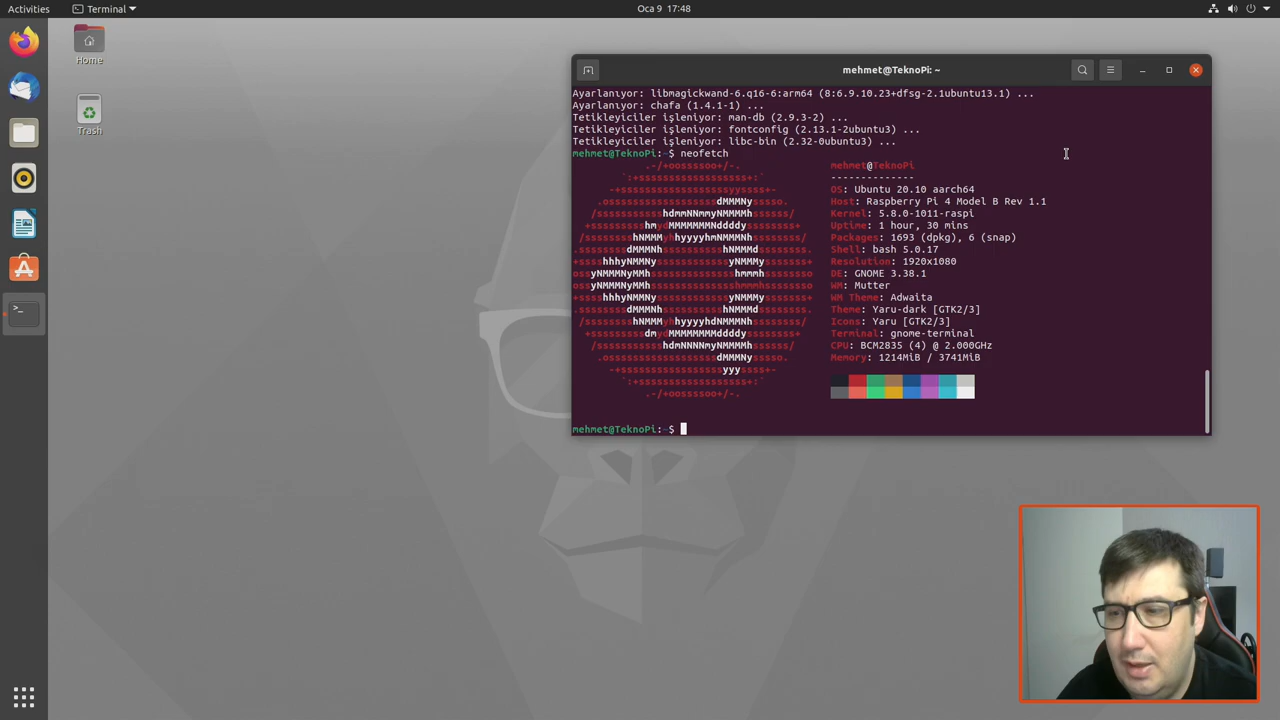 Activities
Terminal
Oca 9 17:48
Home
Trash
mehmet@TeknoPi: ~
Ayarlanıyor: libmagickwand-6.q16-6:arm64 (8:6.9.10.23+dfsg-2.1ubuntu13.1) ...
Ayarlanıyor: chafa (1.4.1-1) ...
Tetikleyiciler işleniyor: man-db (2.9.3-2) ...
Tetikleyiciler işleniyor: fontconfig (2.13.1-2ubuntu3) ...
Tetikleyiciler işleniyor: libc-bin (2.32-0ubuntu3) ...
mehmet@TeknoPi:~$ neofetch
mehmet@TeknoPi
--------------
OS: Ubuntu 20.10 aarch64
Host: Raspberry Pi 4 Model B Rev 1.1
Kernel: 5.8.0-1011-raspi
Uptime: 1 hour, 30 mins
Packages: 1693 (dpkg), 6 (snap)
Shell: bash 5.0.17
Resolution: 1920x1080
DE: GNOME 3.38.1
WM: Mutter
WM Theme: Adwaita
Theme: Yaru-dark [GTK2/3]
Icons: Yaru [GTK2/3]
Terminal: gnome-terminal
CPU: BCM2835 (4) @ 2.000GHz
Memory: 1214MiB / 3741MiB
mehmet@TeknoPi:~$